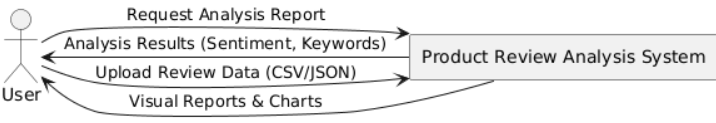 Request Analysis Report
Analysis Results (Sentiment, Keywords)
Product Review Analysis System
Upload Review Data (CSV/JSON)
User
Visual Reports & Charts